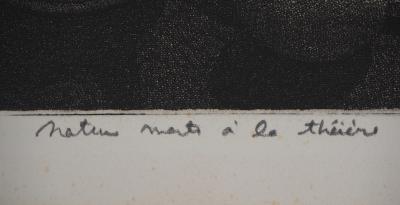 Nature morte à la théière